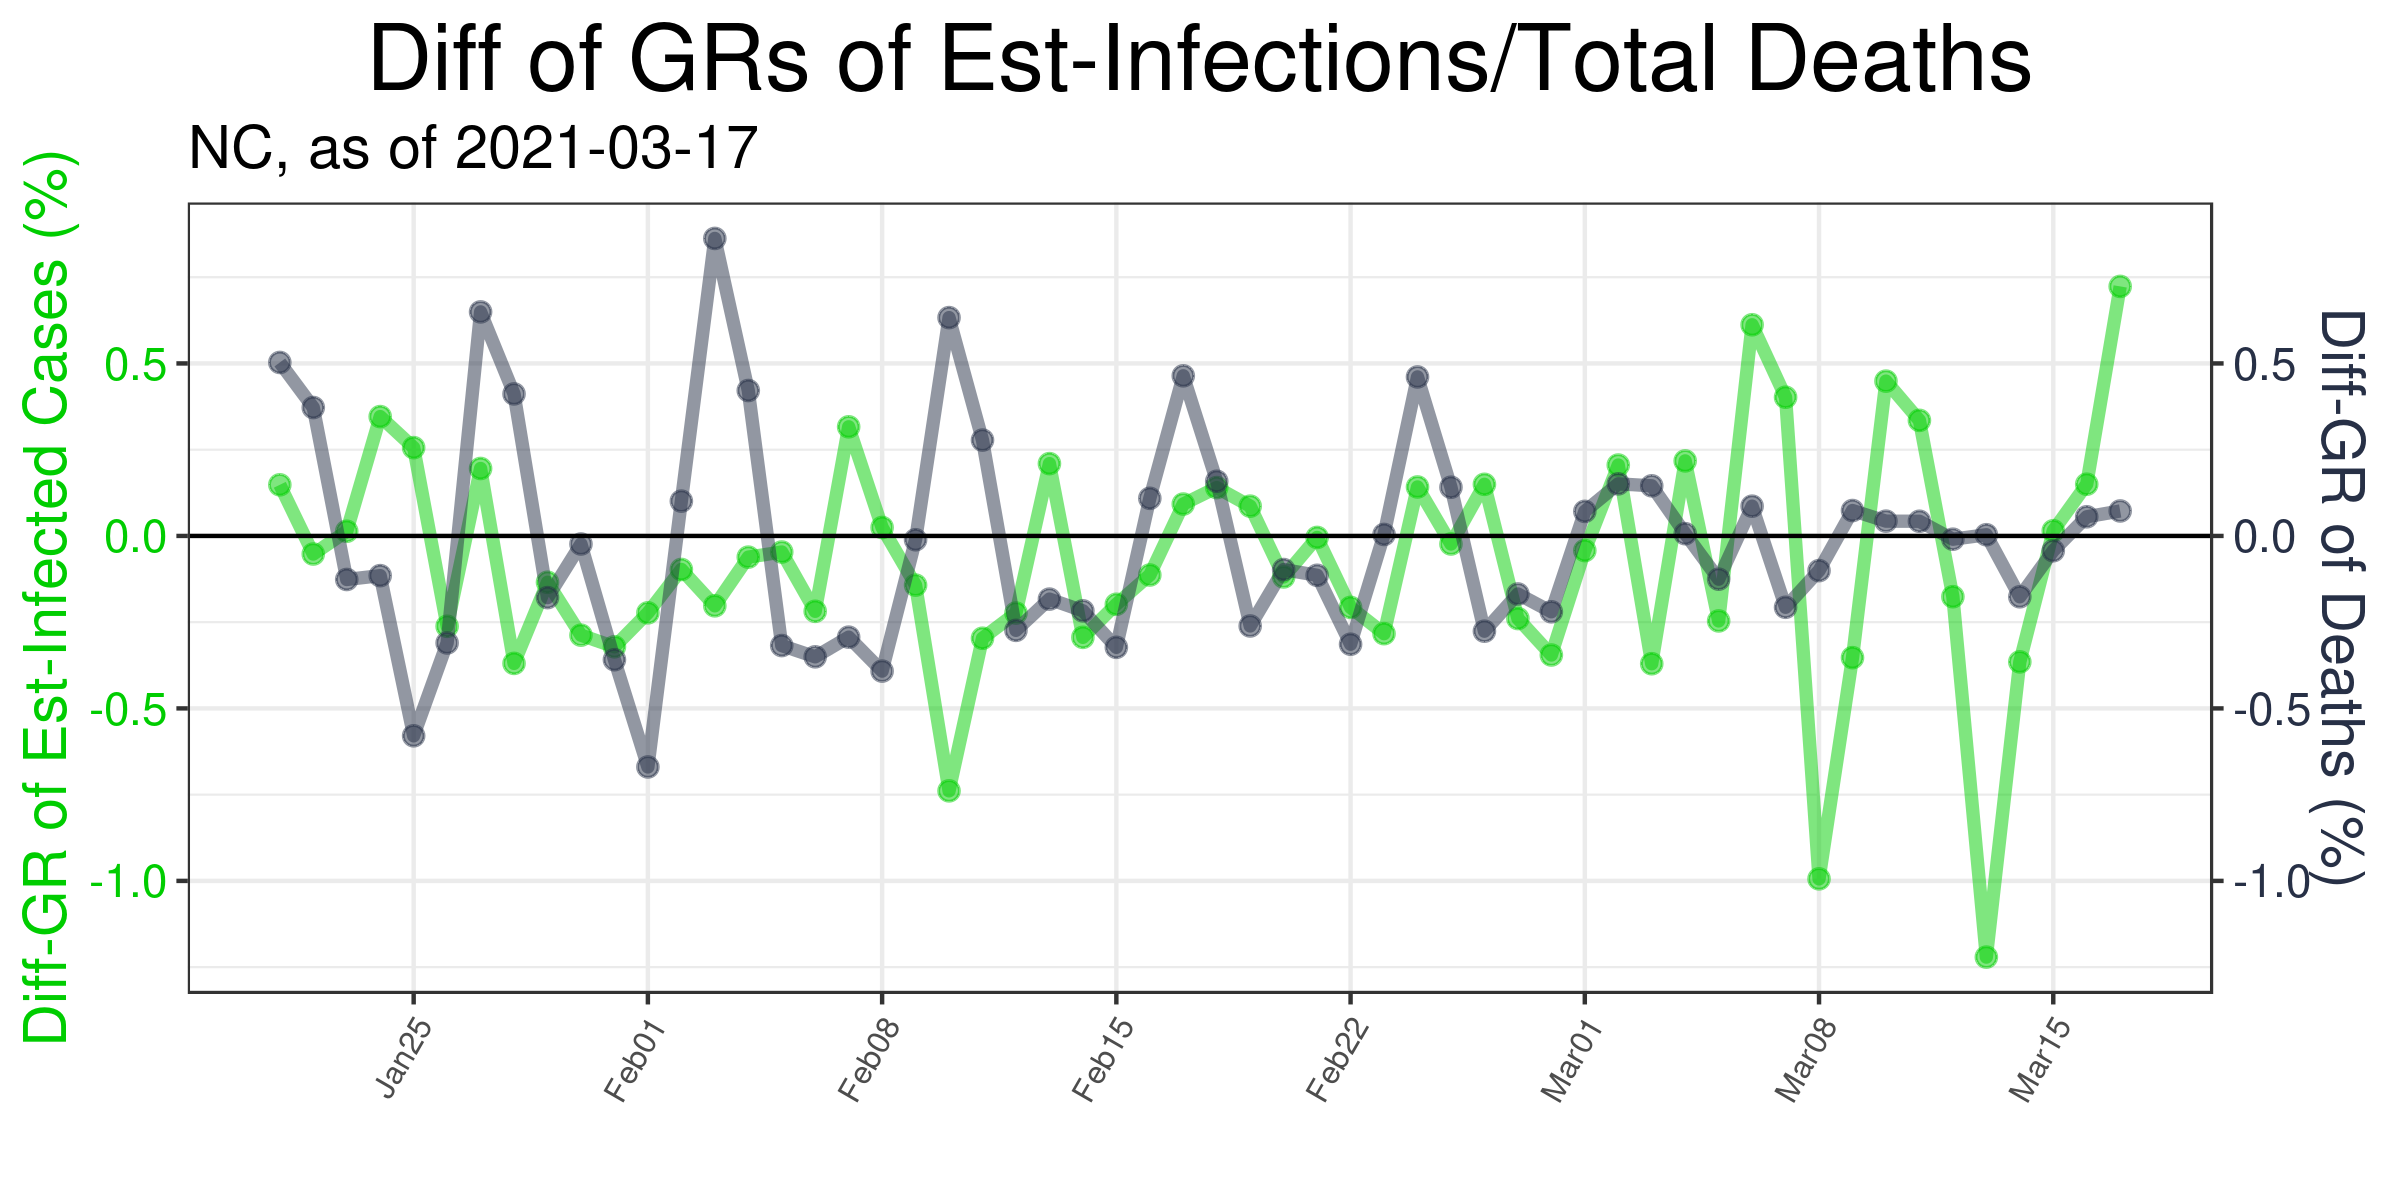 Diff of GRs of Est-Infections/Total Deaths
NC, as of 2021-03-17
Diff-GR of Est-Infected Cases (%)
0.5
0.0
-0.5
-1.0
0.5
0.0
-0.5
-1.0
Diff-GR of Deaths (%)
Jan25
Feb01
Feb08
Feb15
Feb22
Mar01
Mar08
Mar15